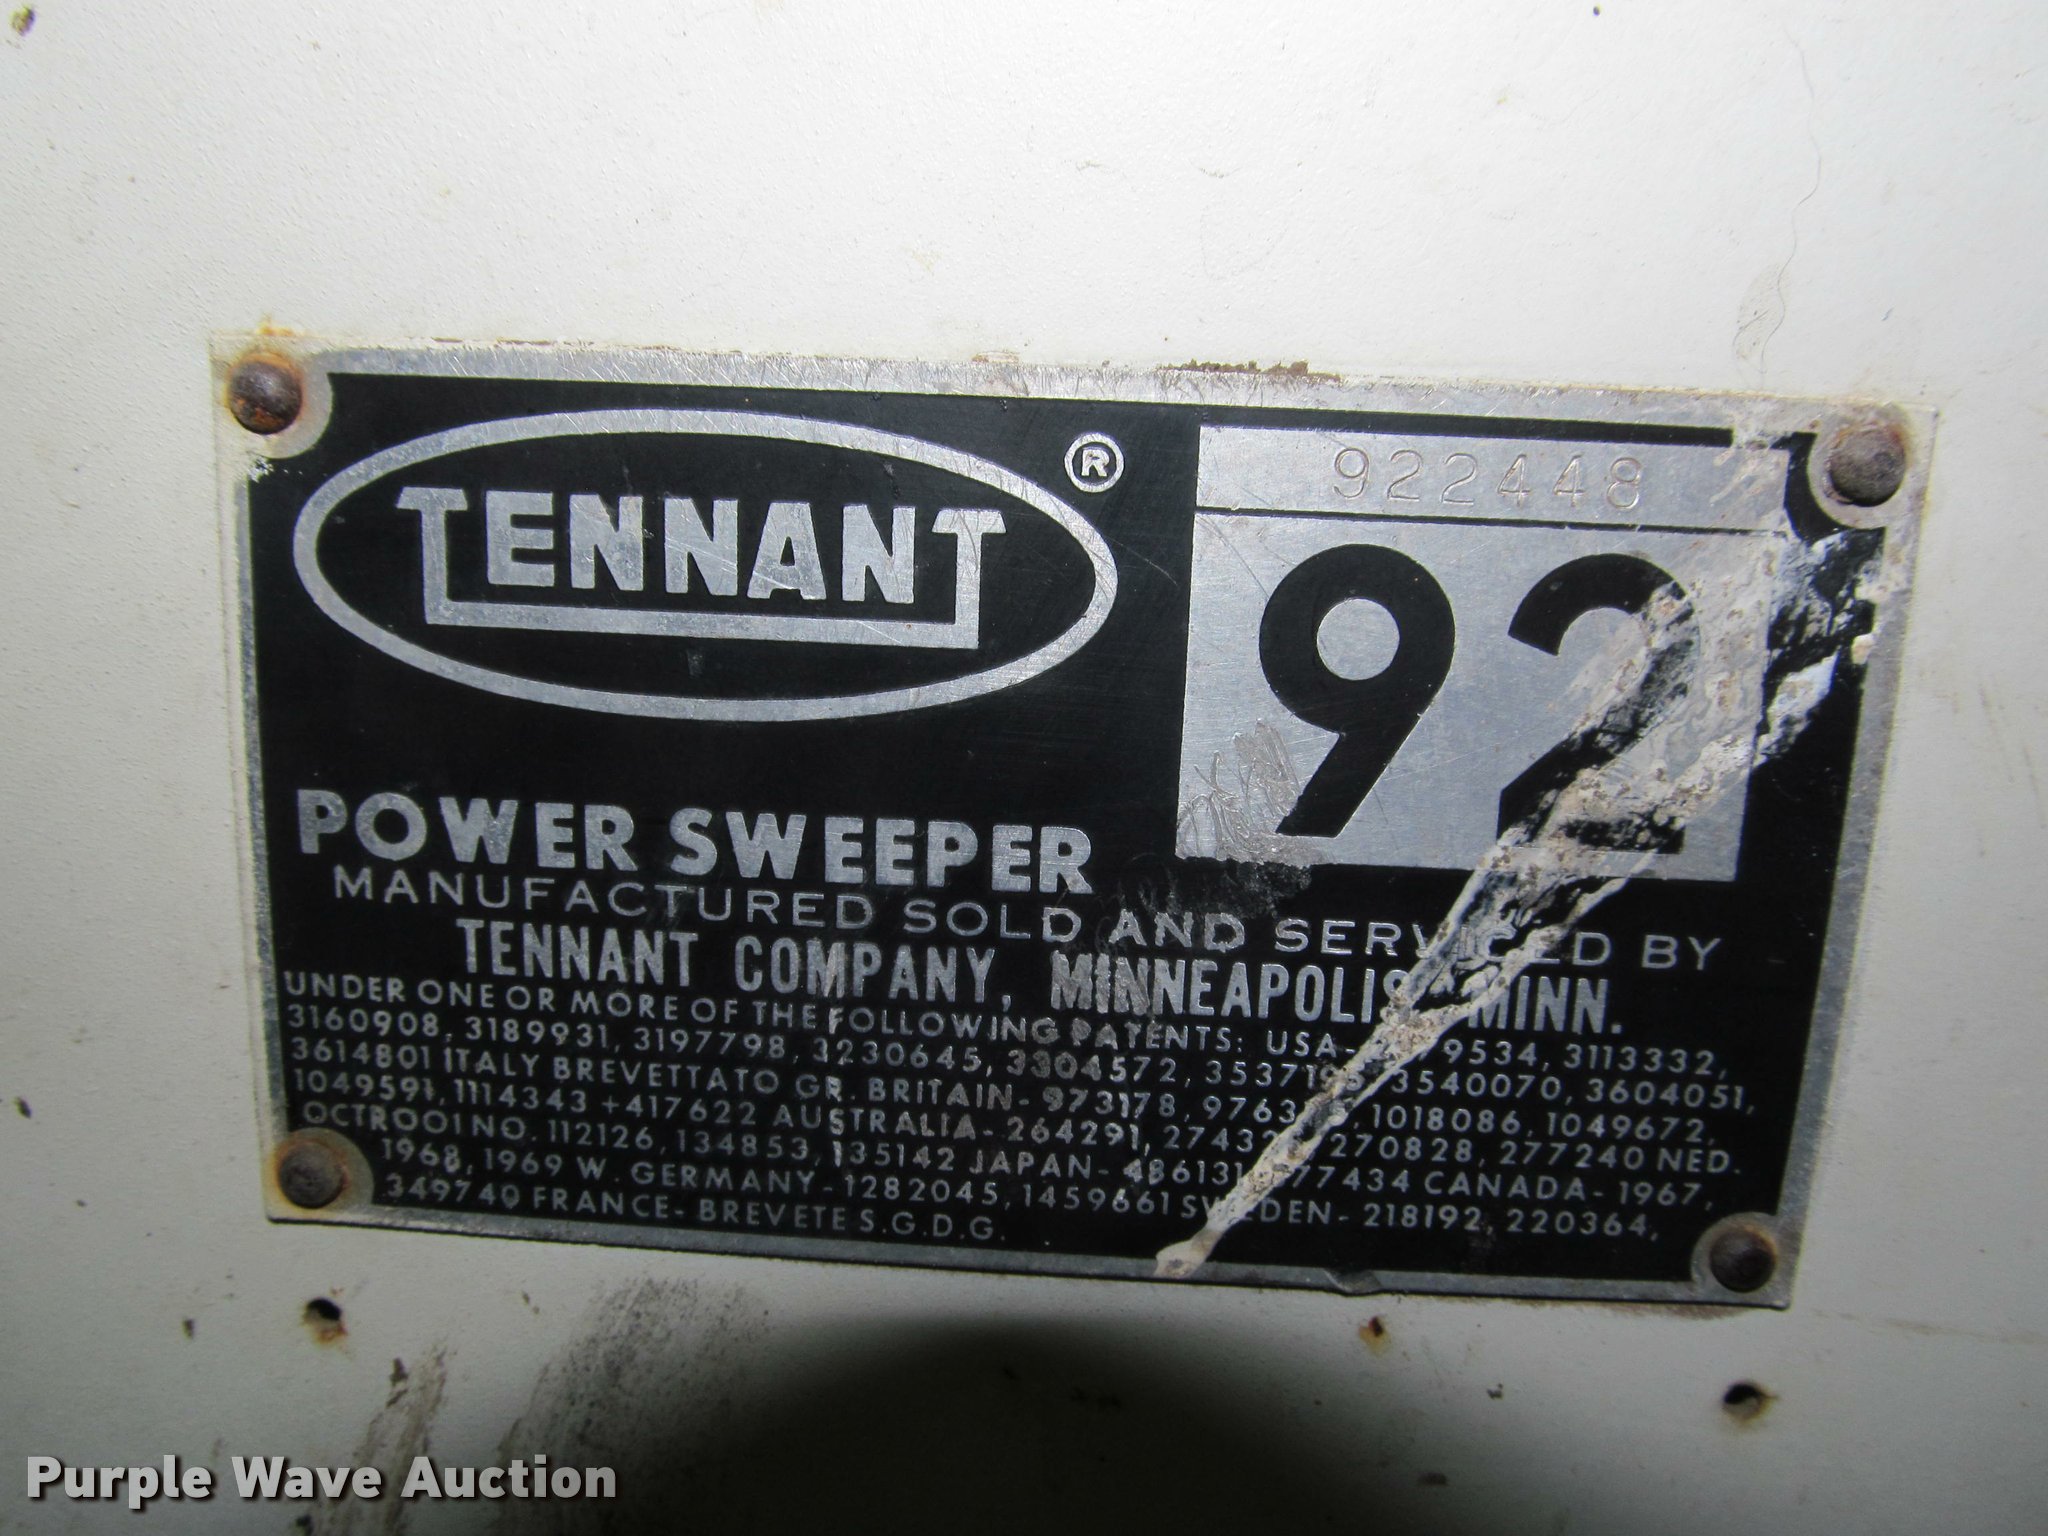 TENNANT ®
922448
92
POWER SWEEPER
MANUFACTURED SOLD AND SERVICED BY
TENNANT COMPANY, MINNEAPOLIS MINN.
UNDER ONE OR MORE OF THE FOLLOWING PATENTS: USA- 3113332,
3160908, 3189931, 3197798, 3230645, 3304572, 3540070, 3604051,
3614801 ITALY BREVETTATO GR. BRITAIN- 973178, 1018086, 1049672,
1049591, 1114343 +417622 AUSTRALIA- 264291, 270828, 277240 NED.
OCTROOI NO. 112126, 134853, 135142 JAPAN- CANADA- 1967,
1968, 1969 W. GERMANY- 1282045, 1459661 SWEDEN- 218192, 220364,
349740 FRANCE- BREVETE S.G.D.G.
Purple Wave Auction